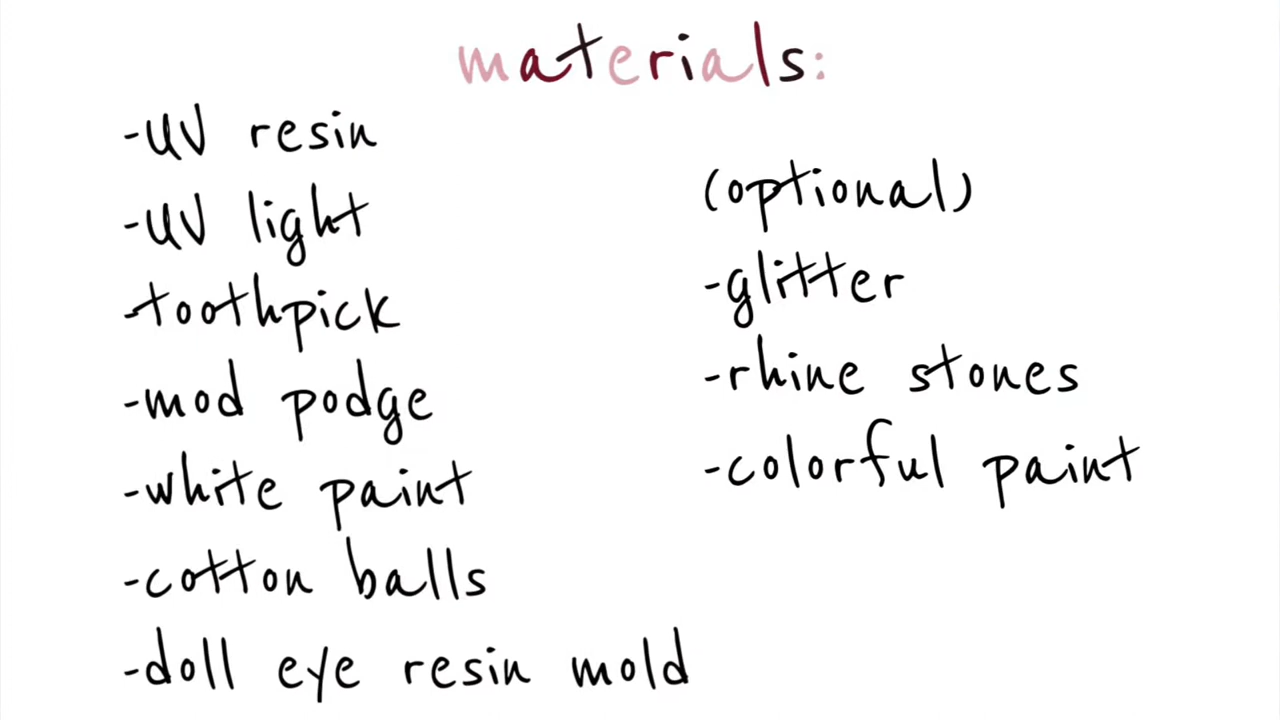 materials:
-UV resin
-UV light
-toothpick
-mod podge
-white paint
-cotton balls
-doll eye resin mold
(optional)
-glitter
-rhine stones
-colorful paint